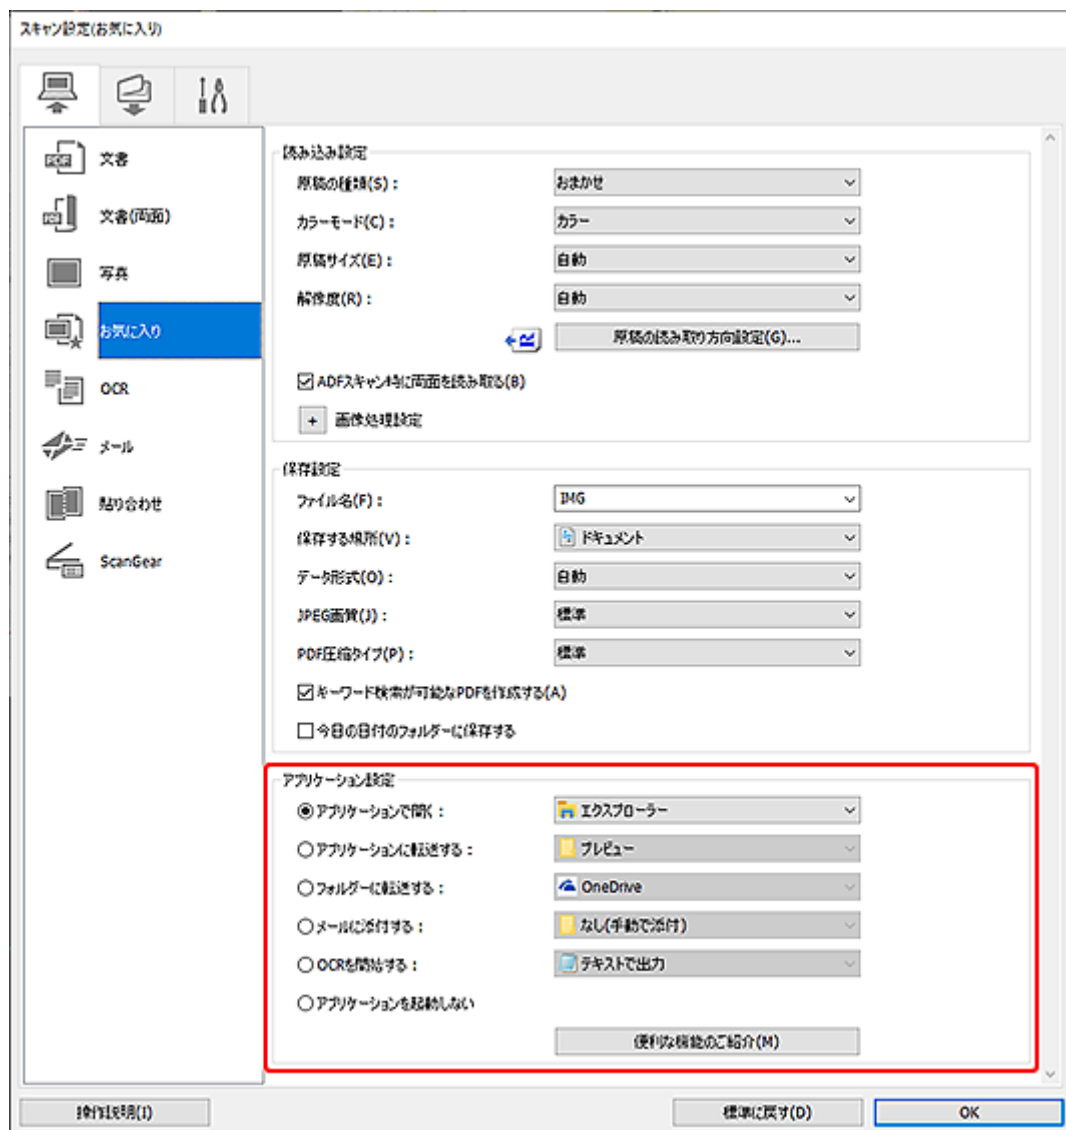 スキャン設定(お気に入り)
文書
文書(両面)
写真
お気に入り
OCR
メール
貼り合わせ
ScanGear
読み込み設定
原稿の種類(S)： おまかせ
カラーモード(C)： カラー
原稿サイズ(E)： 自動
解像度(R)： 自動
原稿の読み取り方向設定(G)...
ADFスキャン時に両面を読み取る(B)
+ 画像処理設定
保存設定
ファイル名(F)： IMG
保存する場所(V)： ドキュメント
データ形式(O)： 自動
JPEG画質(J)： 標準
PDF圧縮タイプ(P)： 標準
キーワード検索が可能なPDFを作成する(A)
今日の日付のフォルダーに保存する
アプリケーション設定
アプリケーションで開く： エクスプローラー
アプリケーションに転送する： プレビュー
フォルダーに転送する： OneDrive
メールに添付する： なし(手動で添付)
OCRを開始する： テキストで出力
アプリケーションを起動しない
便利な機能のご紹介(M)
操作説明(I) 標準に戻す(D) OK